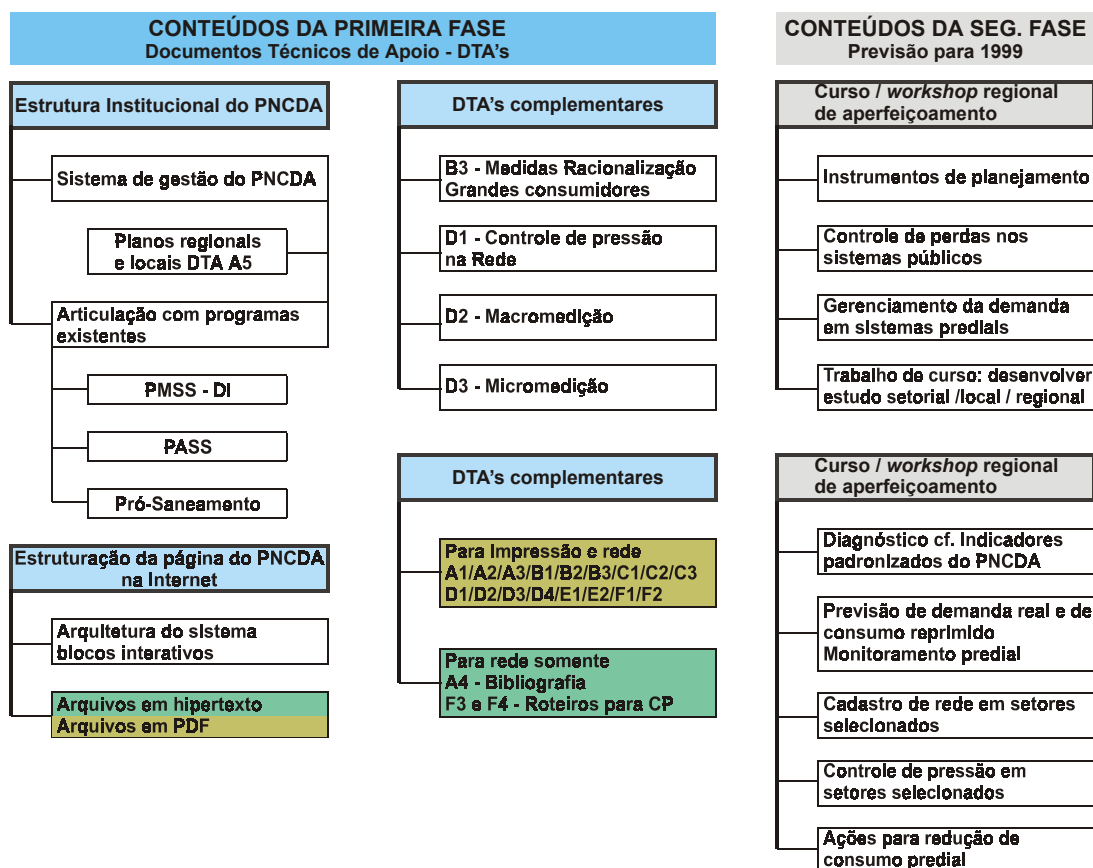 CONTEÚDOS DA PRIMEIRA FASE
Documentos Técnicos de Apoio - DTA's
Estrutura Institucional do PNCDA
Sistema de gestão do PNCDA
Planos regionais
e locais DTA A5
Articulação com programas
existentes
PMSS - DI
PASS
Pró-Saneamento
Estruturação da página do PNCDA
na Internet
Arquitetura do sistema
blocos interativos
Arquivos em hipertexto
Arquivos em PDF
DTA's complementares
B3 - Medidas Racionalização
Grandes consumidores
D1 - Controle de pressão
na Rede
D2 - Macromedição
D3 - Micromedição
DTA's complementares
Para Impressão e rede
A1/A2/A3/B1/B2/B3/C1/C2/C3
D1/D2/D3/D4/E1/E2/F1/F2
Para rede somente
A4 - Bibliografia
F3 e F4 - Roteiros para CP
CONTEÚDOS DA SEG. FASE
Previsão para 1999
Curso / workshop regional
de aperfeiçoamento
Instrumentos de planejamento
Controle de perdas nos
sistemas públicos
Gerenciamento da demanda
em sistemas prediais
Trabalho de curso: desenvolver
estudo setorial /local / regional
Curso / workshop regional
de aperfeiçoamento
Diagnóstico cf. Indicadores
padronizados do PNCDA
Previsão de demanda real e de
consumo reprimido
Monitoramento predial
Cadastro de rede em setores
selecionados
Controle de pressão em
setores selecionados
Ações para redução de
consumo predial